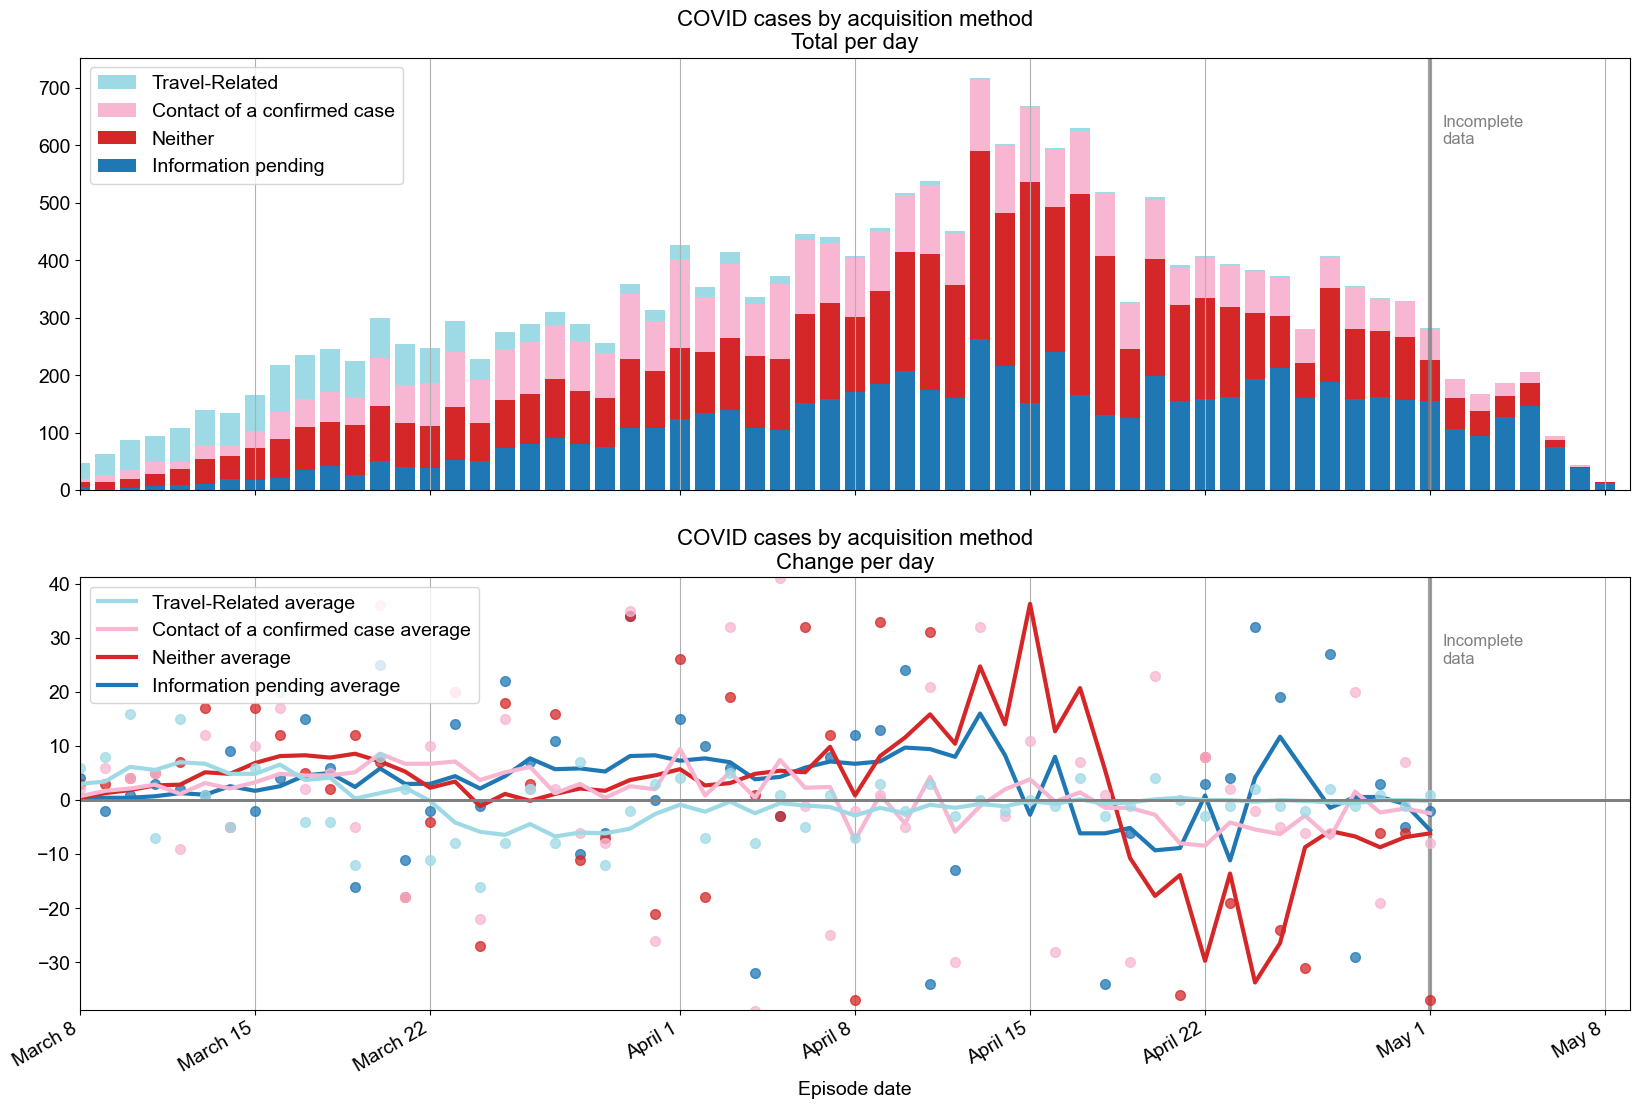 COVID cases by acquisition method
Total per day
700
600
500
400
300
200
100
0
Travel-Related
Contact of a confirmed case
Neither
Information pending
Incomplete
data
COVID cases by acquisition method
Change per day
40
30
20
10
0
−10
−20
−30
Travel-Related average
Contact of a confirmed case average
Neither average
Information pending average
Incomplete
data
March 8
March 15
March 22
April 1
April 8
April 15
April 22
May 1
May 8
Episode date